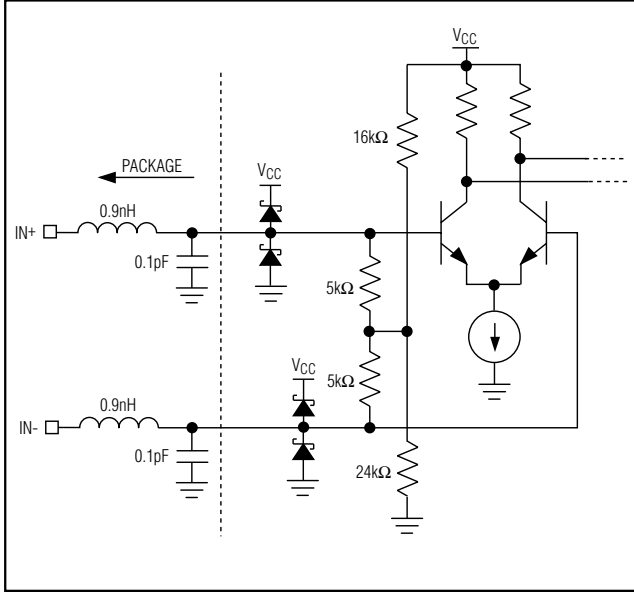 VCC
16kΩ
PACKAGE
VCC
0.9nH
IN+
0.1pF
5kΩ
VCC
5kΩ
0.9nH
IN-
0.1pF
24kΩ